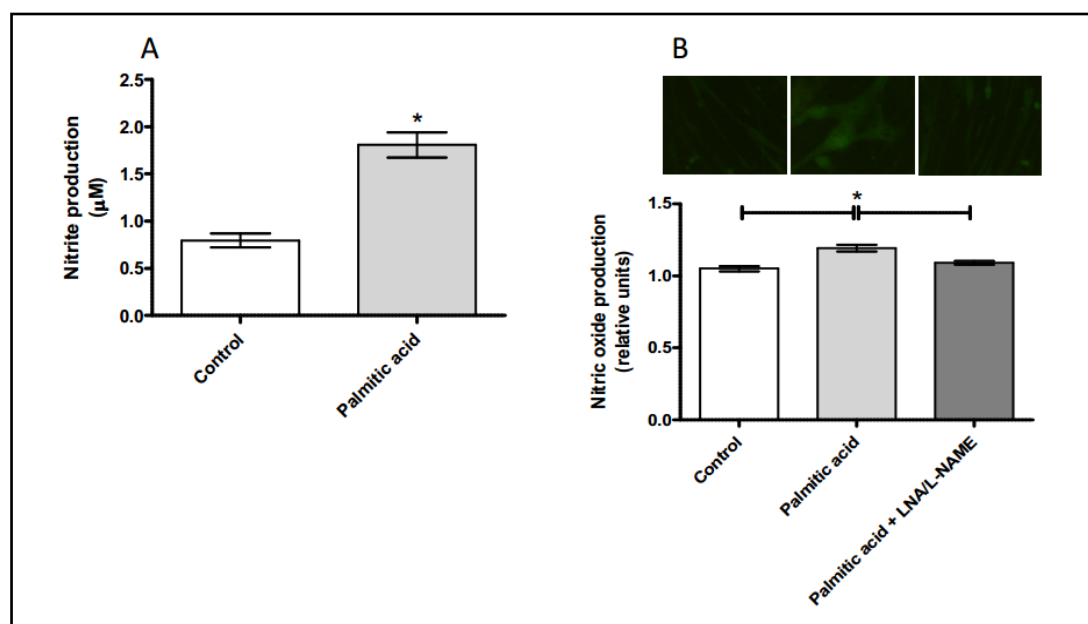 A
Nitrite production
(μM)
2.5
2.0
1.5
1.0
0.5
0.0
*
Control
Palmitic acid
B
Nitric oxide production
(relative units)
1.5
1.0
0.5
0.0
*
Control
Palmitic acid
Palmitic acid + LNA/L-NAME